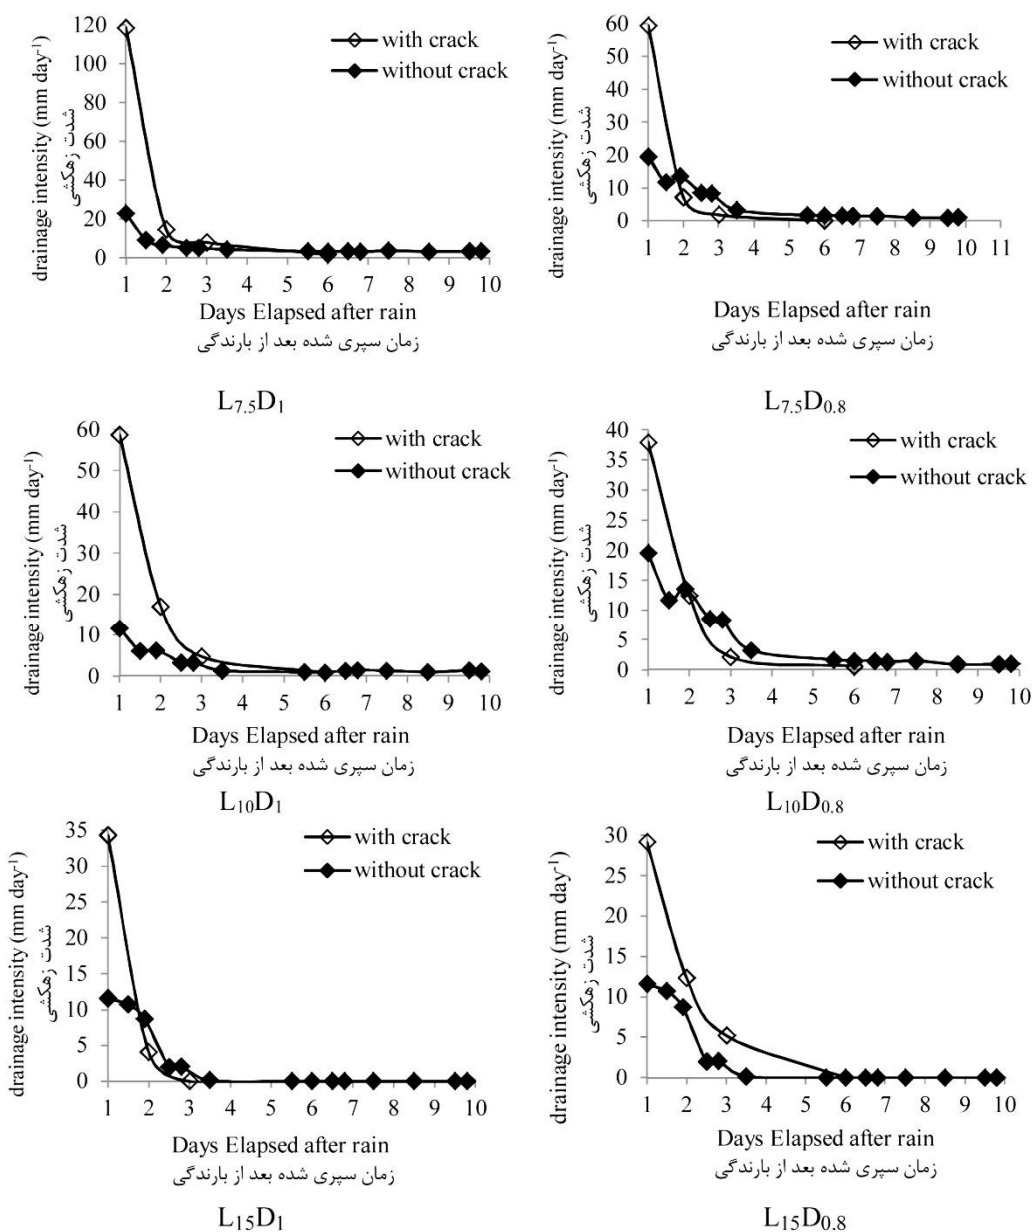 120
100
80
60
40
20
0
drainage intensity (mm day-1)
شدت زهکشی
with crack
without crack
1 2 3 4 5 6 7 8 9 10
Days Elapsed after rain
زمان سپری شده بعد از بارندگی
L7.5D1
60
50
40
30
20
10
0
drainage intensity (mm day-1)
شدت زهکشی
with crack
without crack
1 2 3 4 5 6 7 8 9 10 11
Days Elapsed after rain
زمان سپری شده بعد از بارندگی
L7.5D0.8
60
50
40
30
20
10
0
drainage intensity (mm day-1)
شدت زهکشی
with crack
without crack
1 2 3 4 5 6 7 8 9 10
Days Elapsed after rain
زمان سپری شده بعد از بارندگی
L10D1
40
35
30
25
20
15
10
5
0
drainage intensity (mm day-1)
شدت زهکشی
with crack
without crack
1 2 3 4 5 6 7 8 9 10
Days Elapsed after rain
زمان سپری شده بعد از بارندگی
L10D0.8
35
30
25
20
15
10
5
0
drainage intensity (mm day-1)
شدت زهکشی
with crack
without crack
1 2 3 4 5 6 7 8 9 10
Days Elapsed after rain
زمان سپری شده بعد از بارندگی
L15D1
30
25
20
15
10
5
0
drainage intensity (mm day-1)
شدت زهکشی
with crack
without crack
1 2 3 4 5 6 7 8 9 10
Days Elapsed after rain
زمان سپری شده بعد از بارندگی
L15D0.8